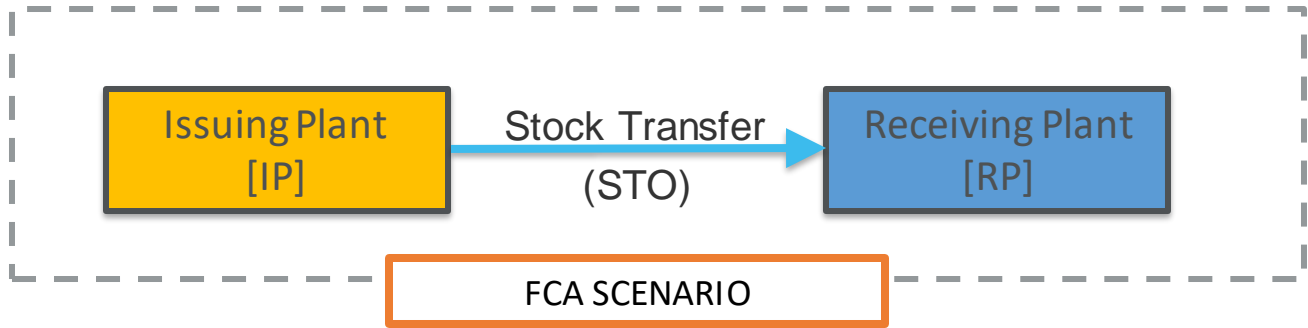 Issuing Plant
[IP]
Stock Transfer
(STO)
Receiving Plant
[RP]
FCA SCENARIO